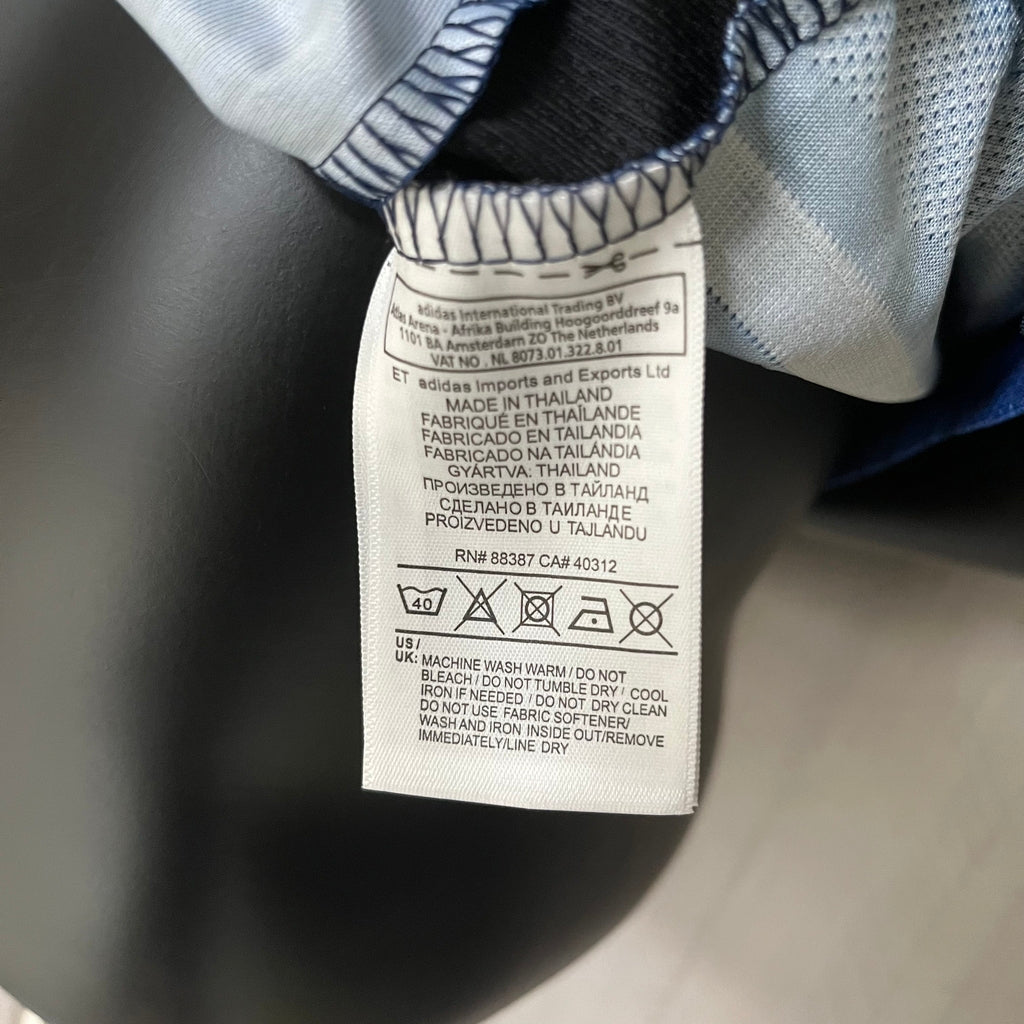 adidas International Trading BV
Atlas Arena - Afrika Building Hoogoorddreef 9a
1101 BA Amsterdam ZO The Netherlands
VAT NO . NL 8073.01.322.8.01
ET adidas Imports and Exports Ltd
MADE IN THAILAND
FABRIQUÉ EN THAÏLANDE
FABRICADO EN TAILANDIA
FABRICADO NA TAILÁNDIA
GYÁRTVA: THAILAND
ПРОИЗВЕДЕНО В ТАЙЛАНД
СДЕЛАНО В ТАИЛАНДЕ
PROIZVEDENO U TAJLANDU
RN# 88387 CA# 40312
40
US/
UK: MACHINE WASH WARM / DO NOT
BLEACH / DO NOT TUMBLE DRY / COOL
IRON IF NEEDED / DO NOT DRY CLEAN
DO NOT USE FABRIC SOFTENER/
WASH AND IRON INSIDE OUT/REMOVE
IMMEDIATELY/LINE DRY